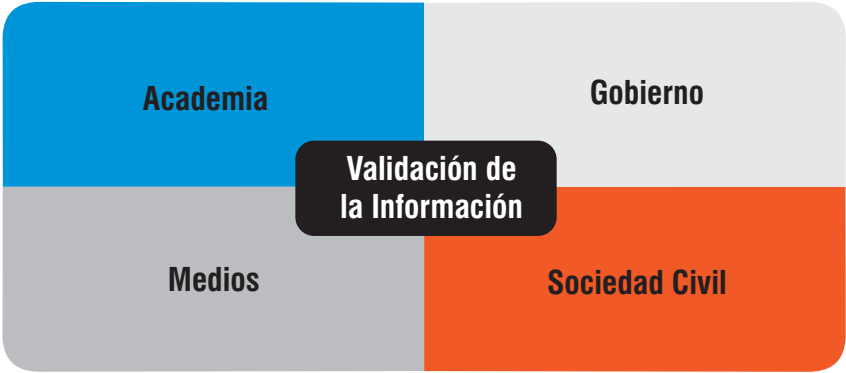 Academia
Gobierno
Validación de
la Información
Medios
Sociedad Civil